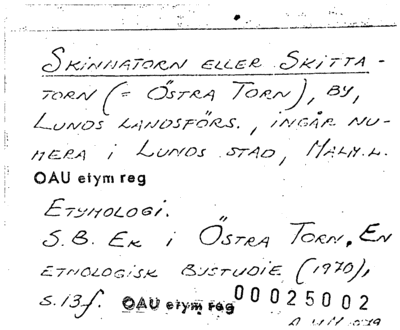 SKINNATORN ELLER SKITTA-
TORN (= ÖSTRA TORN), BY,
LUNDS LANDSFÖRS., INGÅR NU-
MERA I LUNDS STAD, MALM.L.
OAU etym reg
ETYMOLOGI.
S.B. EK I ÖSTRA TORN. EN
ETNOLOGISK BYSTUDIE (1970),
S.13f. OAU etym reg 00025002